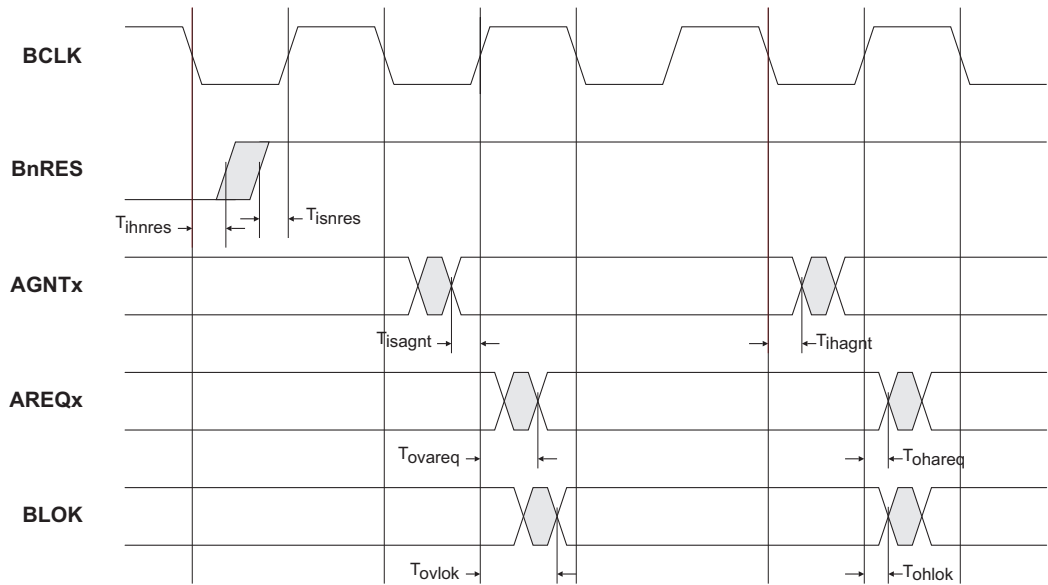 BCLK
BnRES
Tihnres
Tisnres
AGNTx
Tisagnt
Tihagnt
AREQx
Tovareq
Tohareq
BLOK
Tovlok
Tohlok